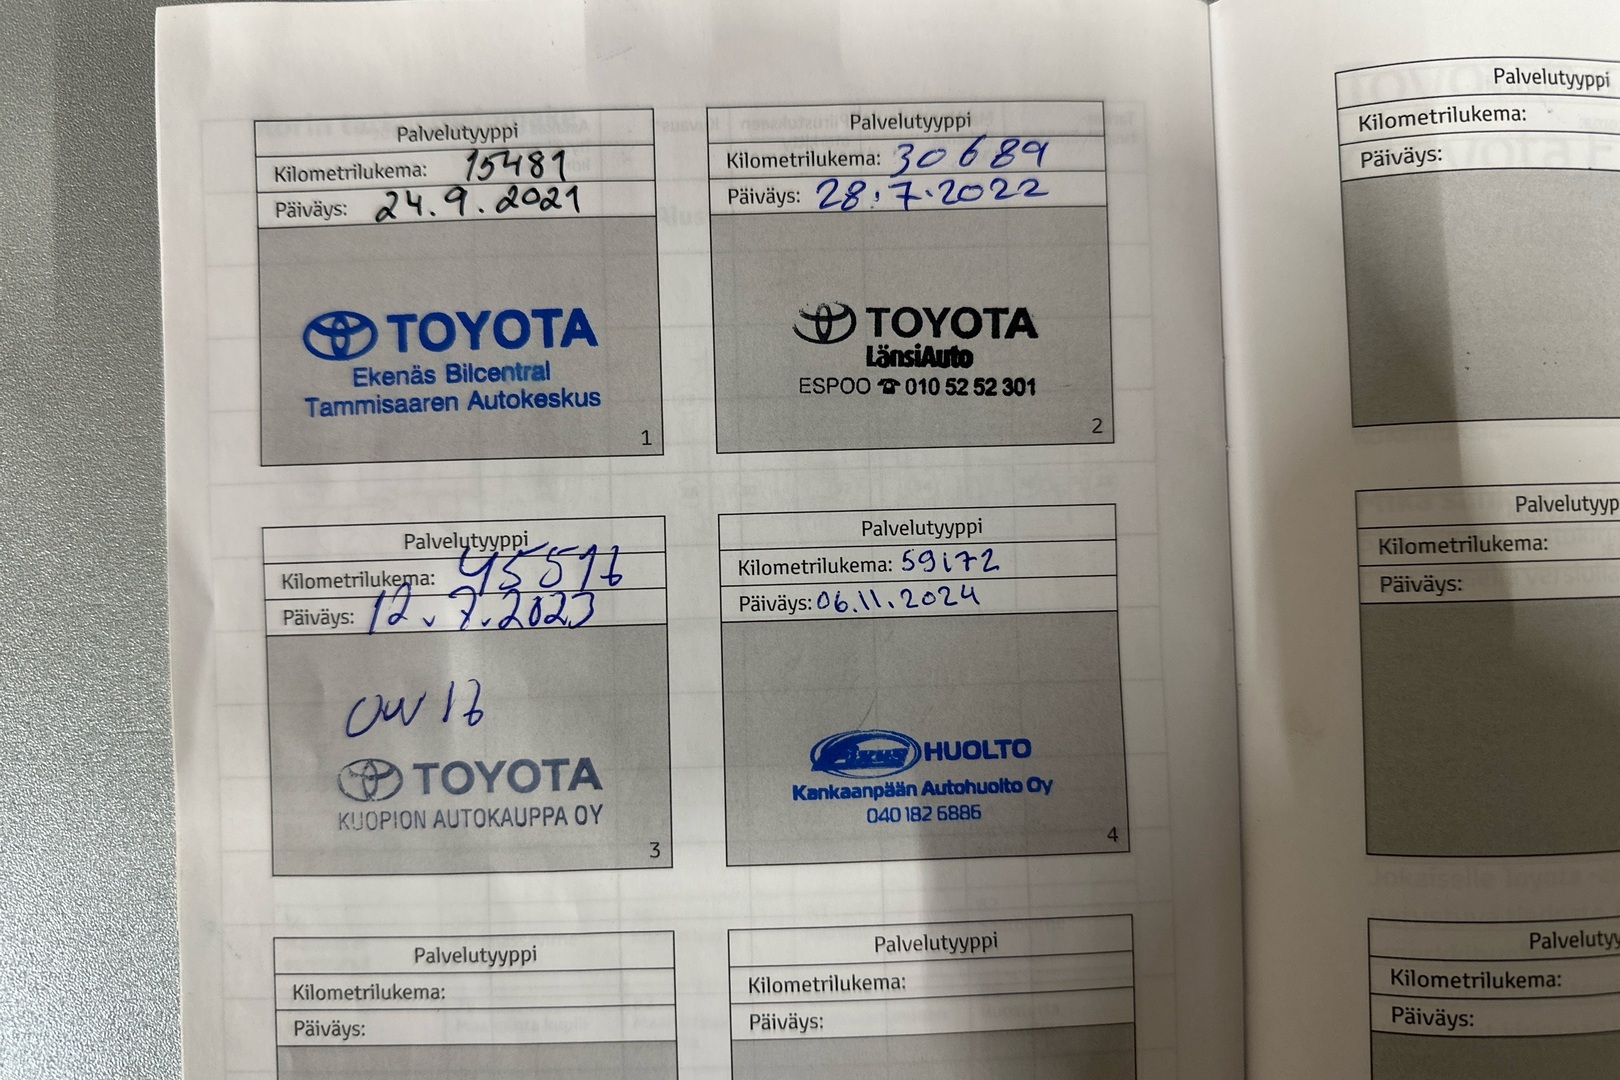 Palvelutyyppi
Kilometrilukema: 15481
Päiväys: 24.9.2021
TOYOTA
Ekenäs Bilcentral
Tammisaaren Autokeskus
1
Palvelutyyppi
Kilometrilukema: 30689
Päiväys: 28.7.2022
TOYOTA
LänsiAuto
ESPOO ☎ 010 52 52 301
2
Palvelutyyppi
Kilometrilukema:
Päiväys: 12.7.2023
TOYOTA
KUOPION AUTOKAUPPA OY
3
Palvelutyyppi
Kilometrilukema: 59172
Päiväys: 06.11.2024
HUOLTO
Kankaanpään Autohuolto Oy
040 182 6886
4
Palvelutyyppi
Kilometrilukema:
Päiväys:
Palvelutyyppi
Kilometrilukema:
Päiväys:
Palvelutyyppi
Kilometrilukema:
Päiväys:
Palvelutyyp
Kilometrilukema:
Päiväys:
Palveluty
Kilometrilukema:
Päiväys: